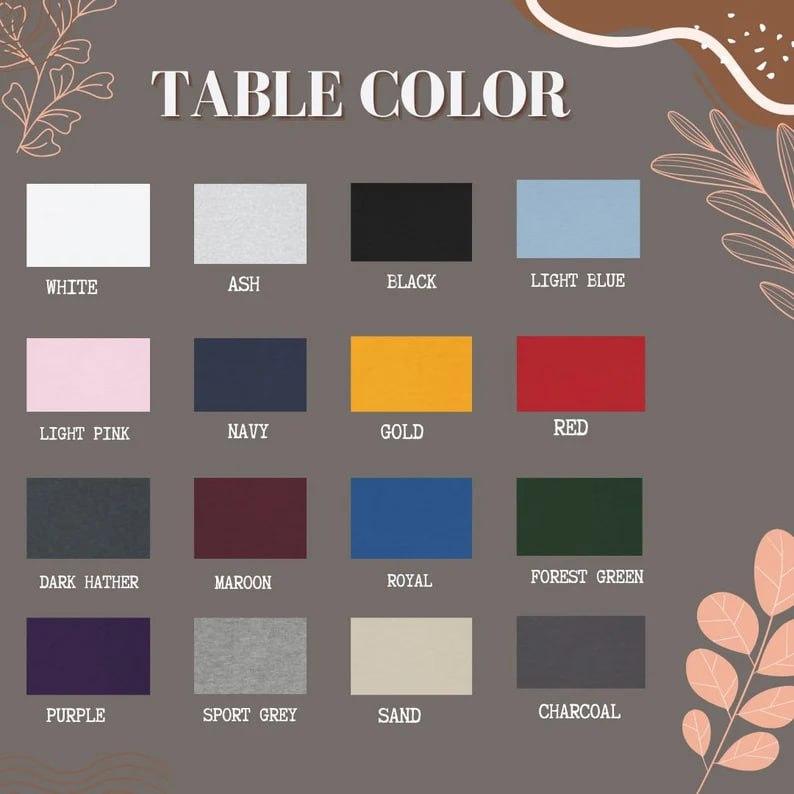 TABLE COLOR
WHITE
ASH
BLACK
LIGHT BLUE
LIGHT PINK
NAVY
GOLD
RED
DARK HATHER
MAROON
ROYAL
FOREST GREEN
PURPLE
SPORT GREY
SAND
CHARCOAL